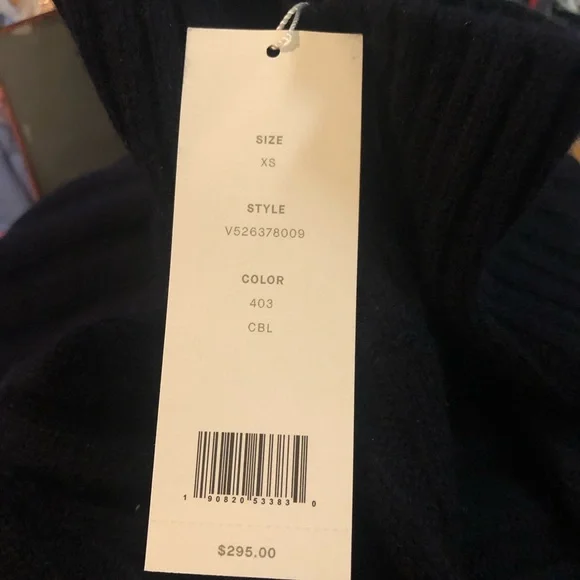 SIZE
XS
STYLE
V526378009
COLOR
403
CBL
1 90820 53383 0
$295.00